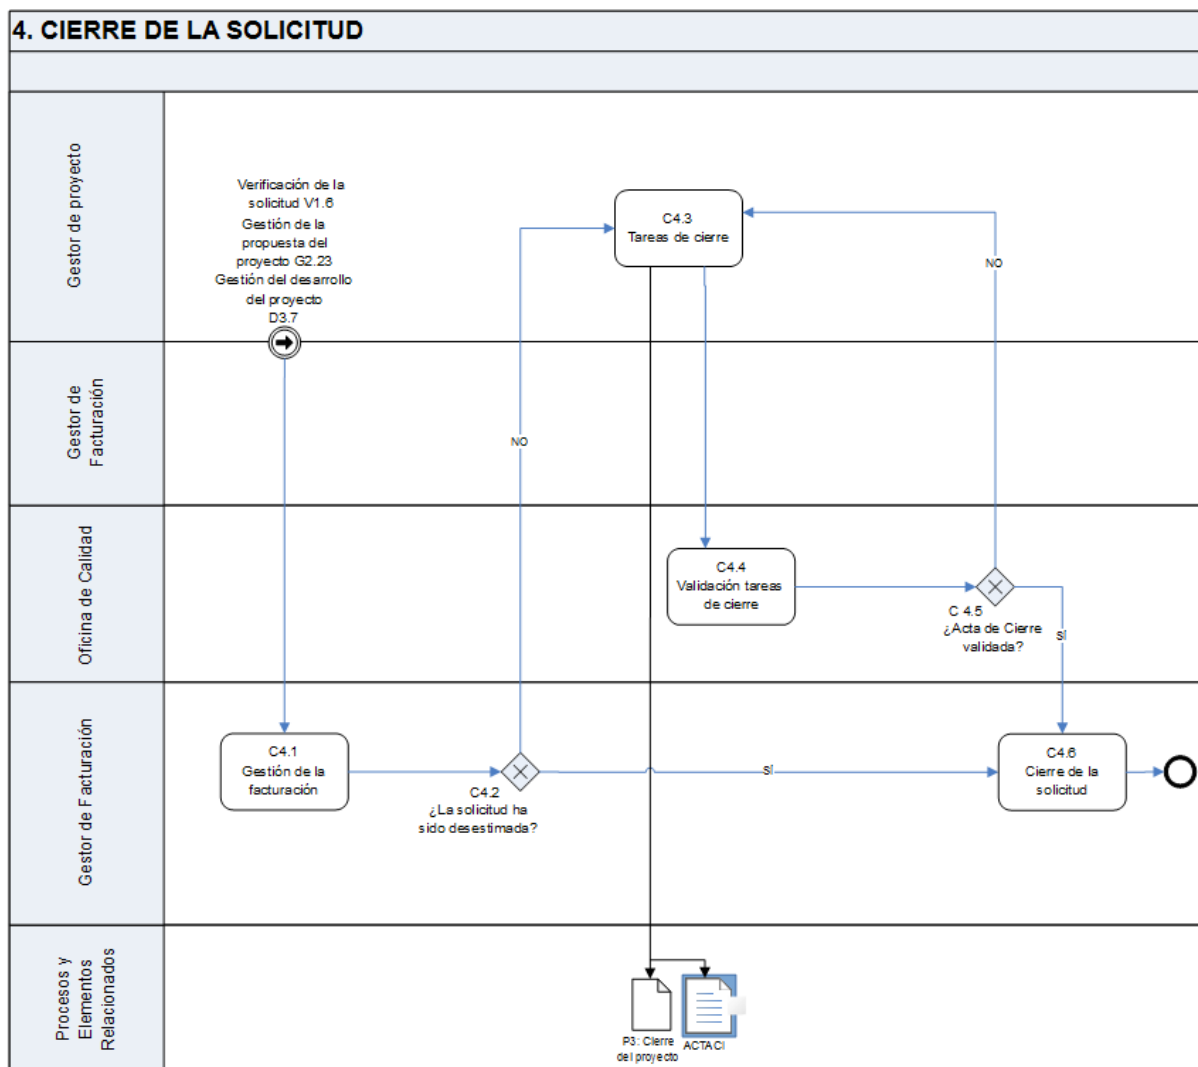 4. CIERRE DE LA SOLICITUD
Gestor de proyecto
Verificación de la
solicitud V1.6
Gestión de la
propuesta del
proyecto G2.23
Gestión del desarrollo
del proyecto
D3.7
C4.3
Tareas de cierre
NO
Gestor de
Facturación
NO
Oficina de Calidad
C4.4
Validación tareas
de cierre
C 4.5
¿Acta de Cierre
validada?
SÍ
Gestor de Facturación
C4.1
Gestión de la
facturación
C4.2
¿La solicitud ha
sido desestimada?
SÍ
C4.6
Cierre de la
solicitud
Procesos y
Elementos
Relacionados
P3: Cierre
del proyecto
ACTACI